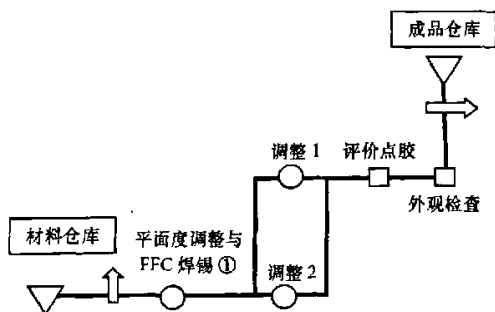 成品仓库
调整 1
评价点胶
外观检查
材料仓库
平面度调整与
FFC 焊锡①
调整 2